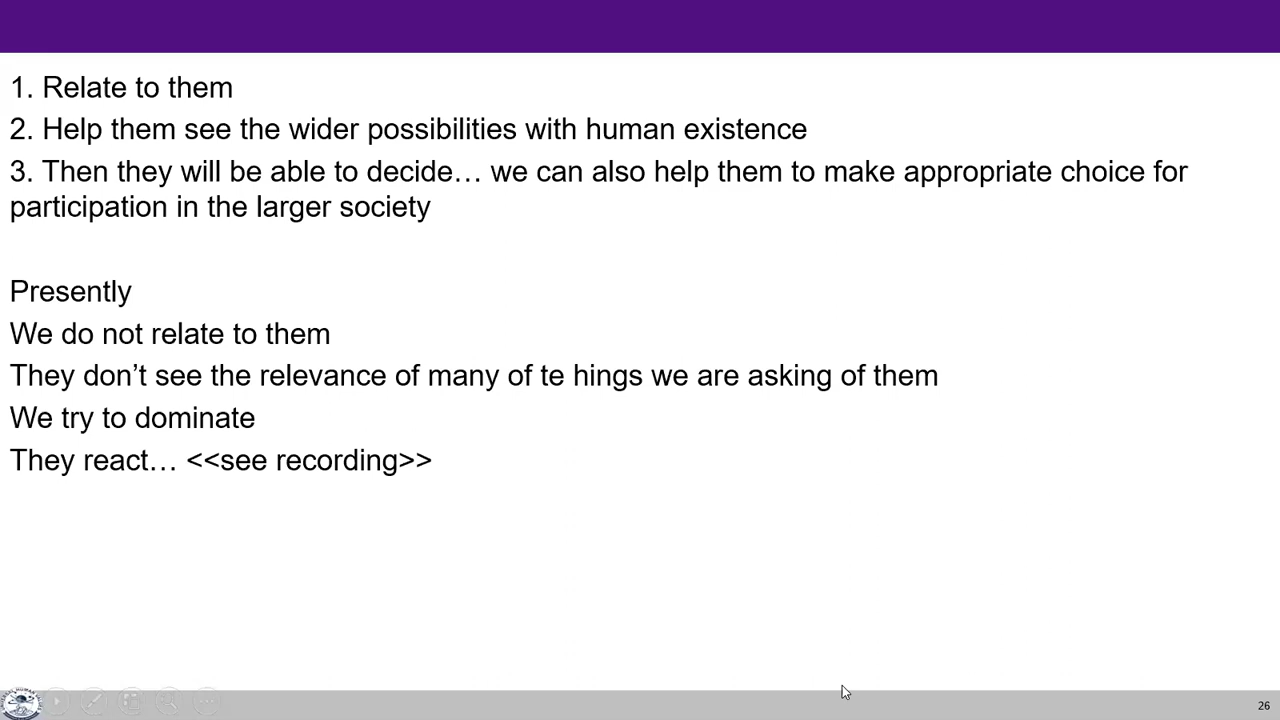 1. Relate to them
2. Help them see the wider possibilities with human existence
3. Then they will be able to decide… we can also help them to make appropriate choice for
participation in the larger society
Presently
We do not relate to them
They don’t see the relevance of many of te hings we are asking of them
We try to dominate
They react… <<see recording>>
26